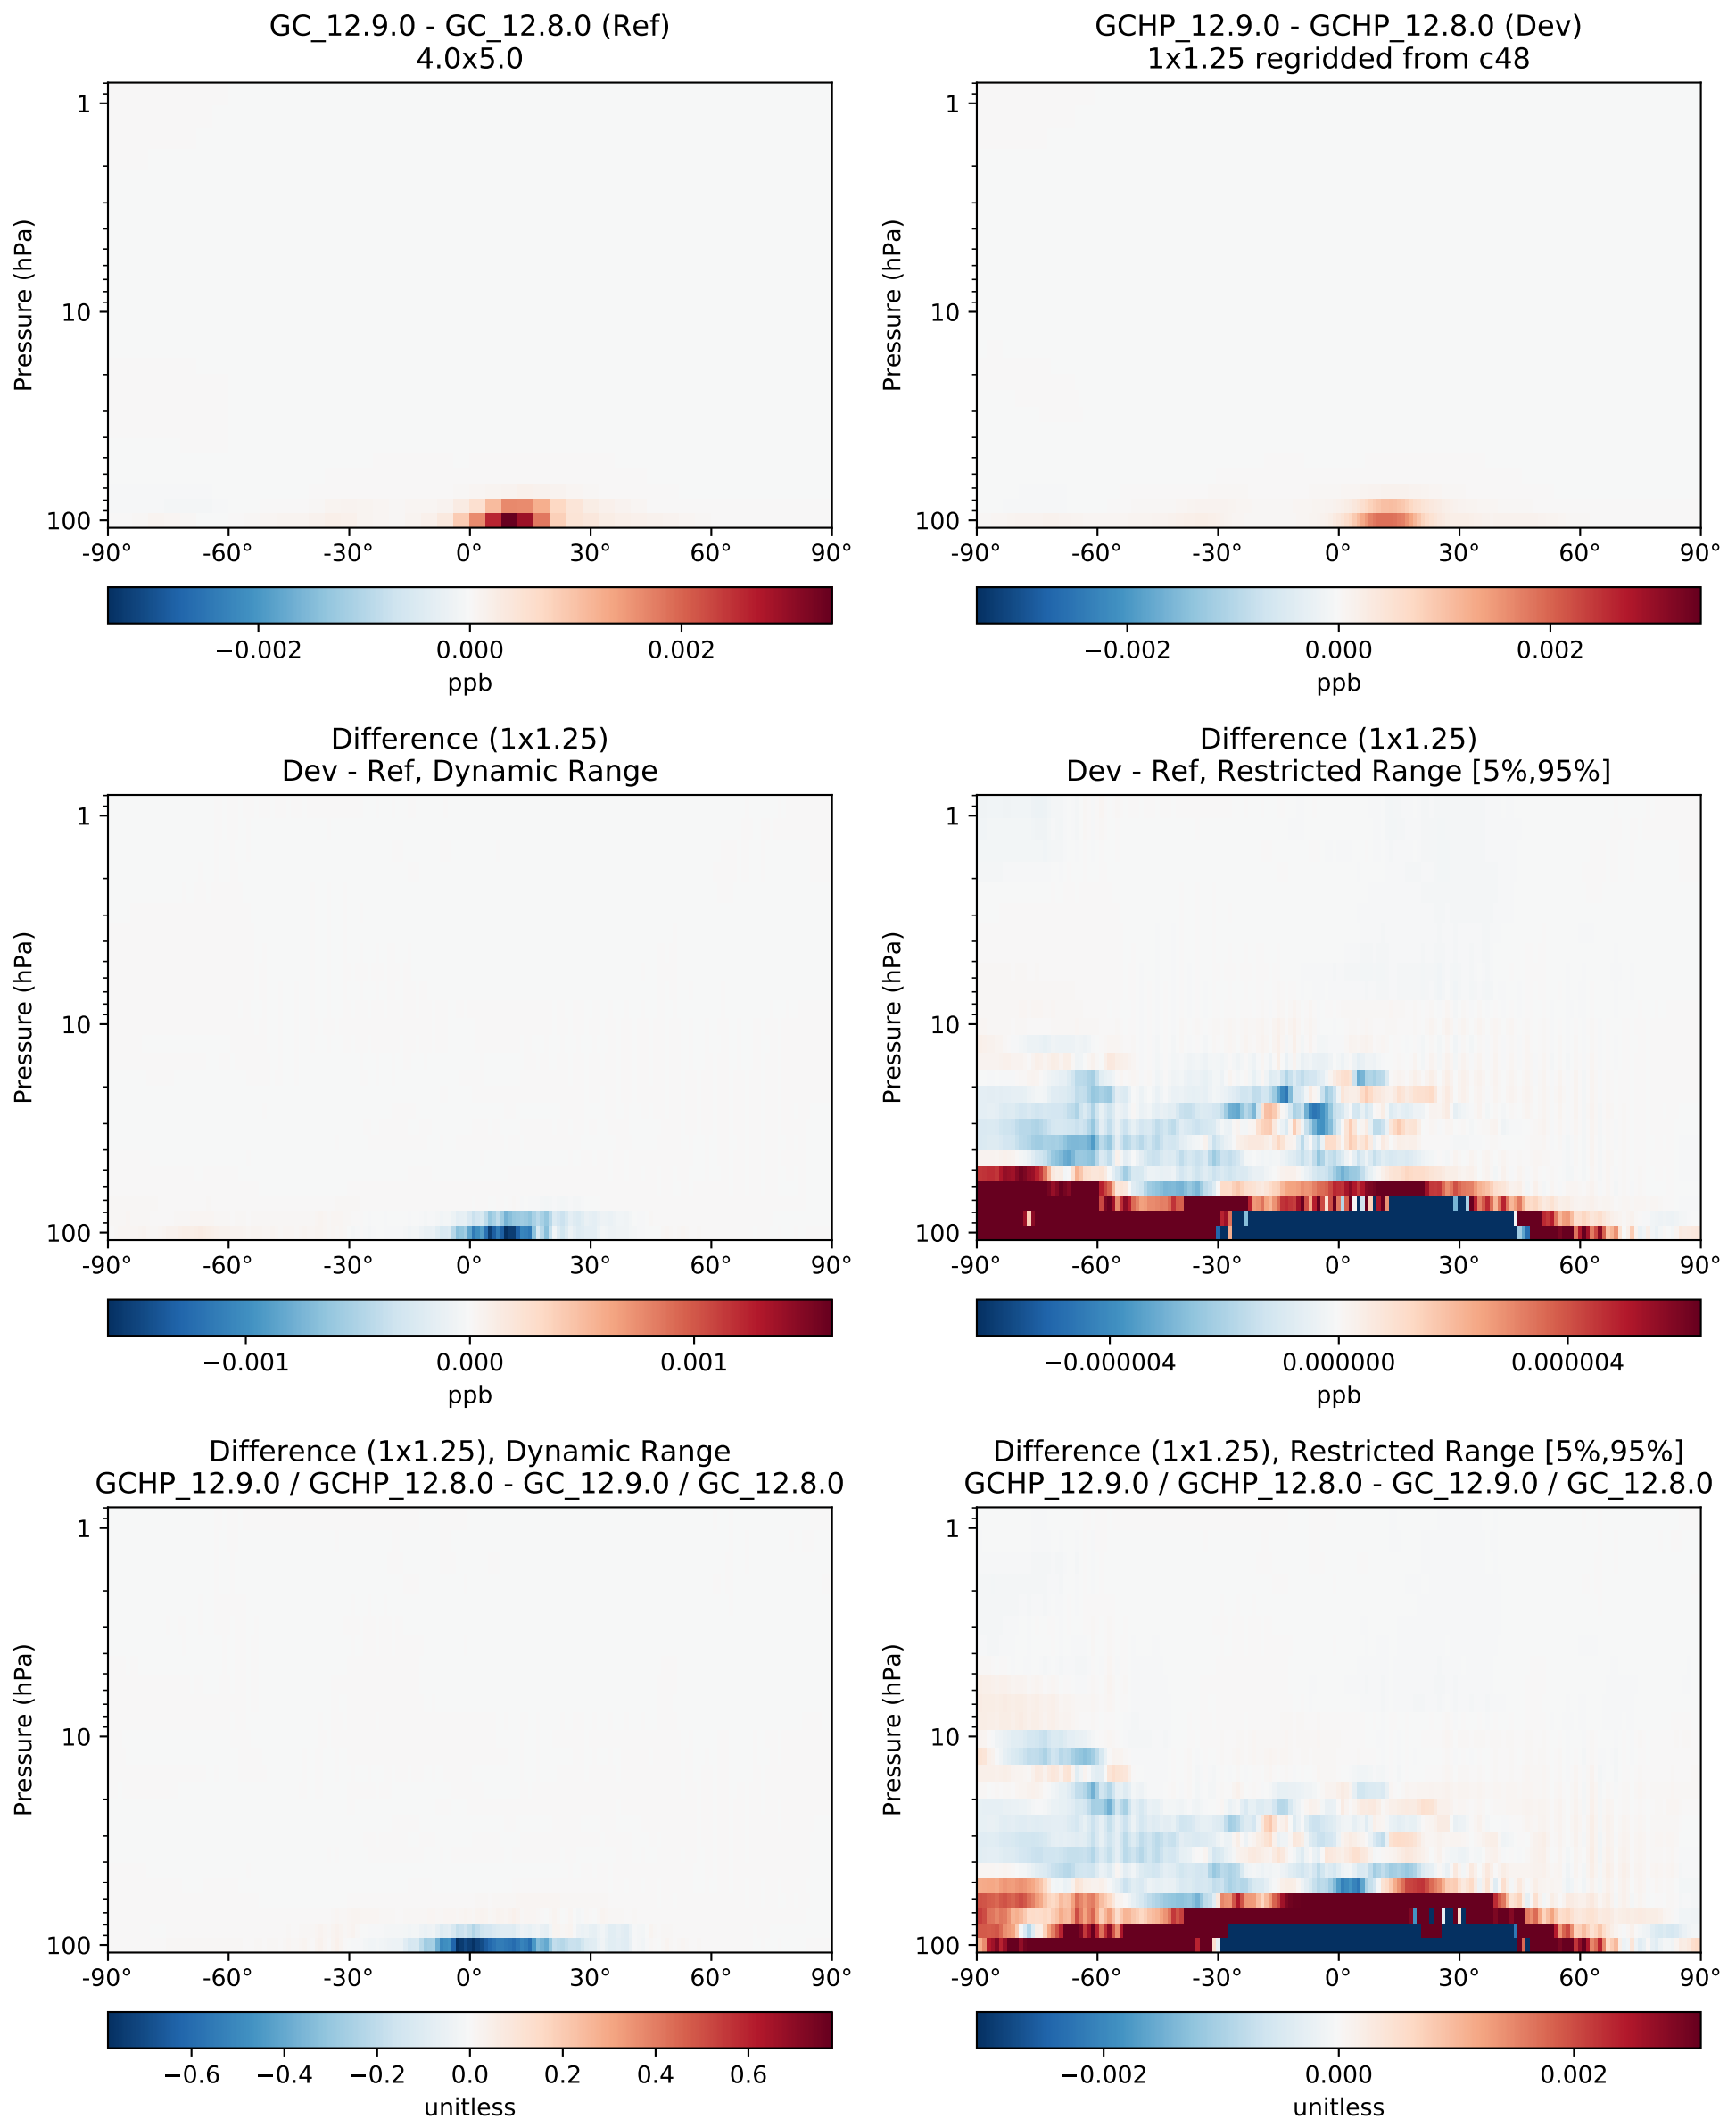 GC_12.9.0 - GC_12.8.0 (Ref)
4.0x5.0
Pressure (hPa)
1
10
100
-90° -60° -30° 0° 30° 60° 90°
−0.002 0.000 0.002
ppb
GCHP_12.9.0 - GCHP_12.8.0 (Dev)
1x1.25 regridded from c48
Pressure (hPa)
1
10
100
-90° -60° -30° 0° 30° 60° 90°
−0.002 0.000 0.002
ppb
Difference (1x1.25)
Dev - Ref, Dynamic Range
Pressure (hPa)
1
10
100
-90° -60° -30° 0° 30° 60° 90°
−0.001 0.000 0.001
ppb
Difference (1x1.25)
Dev - Ref, Restricted Range [5%,95%]
Pressure (hPa)
1
10
100
-90° -60° -30° 0° 30° 60° 90°
−0.000004 0.000000 0.000004
ppb
Difference (1x1.25), Dynamic Range
GCHP_12.9.0 / GCHP_12.8.0 - GC_12.9.0 / GC_12.8.0
Pressure (hPa)
1
10
100
-90° -60° -30° 0° 30° 60° 90°
−0.6 −0.4 −0.2 0.0 0.2 0.4 0.6
unitless
Difference (1x1.25), Restricted Range [5%,95%]
GCHP_12.9.0 / GCHP_12.8.0 - GC_12.9.0 / GC_12.8.0
Pressure (hPa)
1
10
100
-90° -60° -30° 0° 30° 60° 90°
−0.002 0.000 0.002
unitless